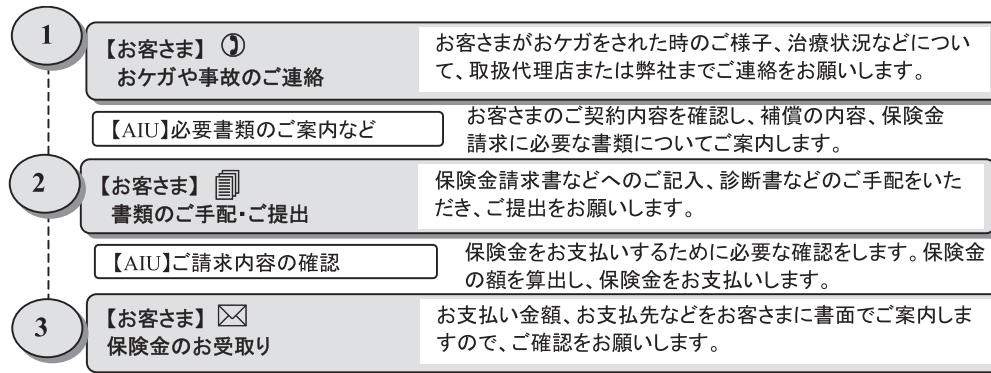 1
【お客さま】
おケガや事故のご連絡
お客さまがおケガをされた時のご様子、治療状況などについ
て、取扱代理店または弊社までご連絡をお願いします。
【AIU】必要書類のご案内など
お客さまのご契約内容を確認し、補償の内容、保険金
請求に必要な書類についてご案内します。
2
【お客さま】
書類のご手配・ご提出
保険金請求書などへのご記入、診断書などのご手配をいた
だき、ご提出をお願いします。
【AIU】ご請求内容の確認
保険金をお支払いするために必要な確認をします。保険金
の額を算出し、保険金をお支払いします。
3
【お客さま】
保険金のお受取り
お支払い金額、お支払先などをお客さまに書面でご案内しま
すので、ご確認をお願いします。